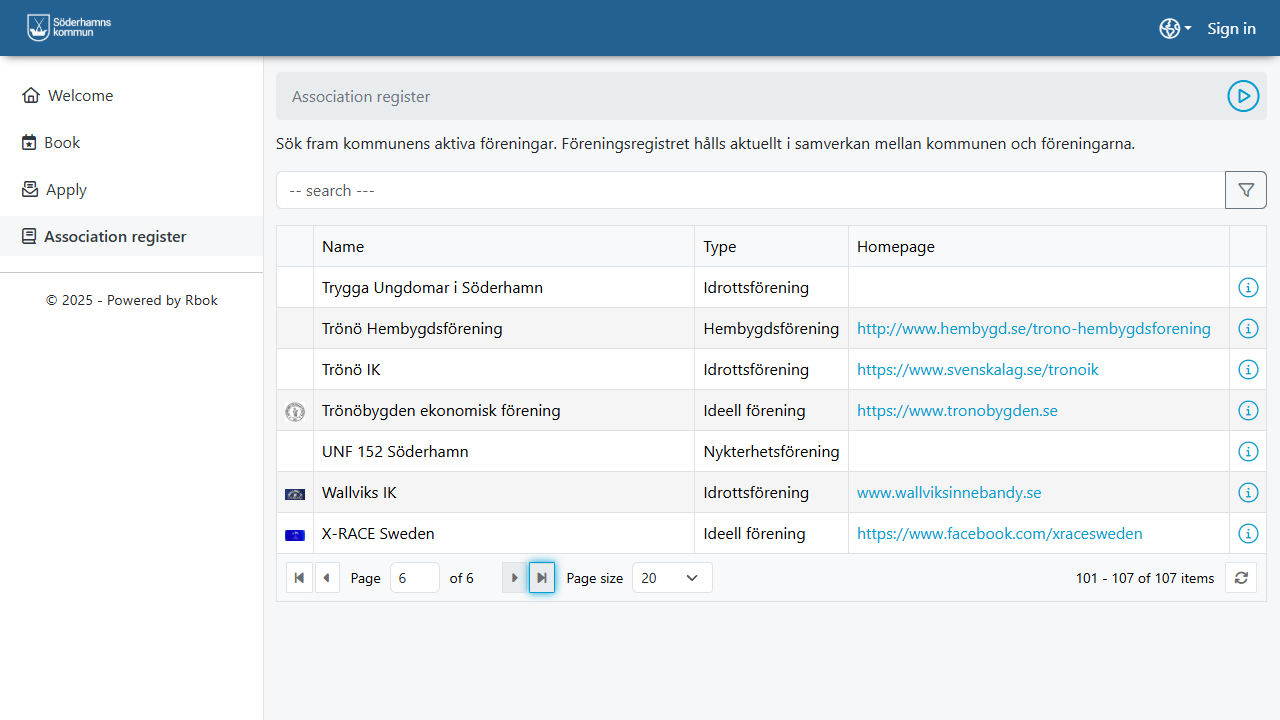 Söderhamns
kommun
Sign in
Welcome
Book
Apply
Association register
© 2025 - Powered by Rbok
Association register
Sök fram kommunens aktiva föreningar. Föreningsregistret hålls aktuellt i samverkan mellan kommunen och föreningarna.
-- search ---
Name Type Homepage
Trygga Ungdomar i Söderhamn Idrottsförening
Trönö Hembygdsförening Hembygdsförening http://www.hembygd.se/trono-hembygdsforening
Trönö IK Idrottsförening https://www.svenskalag.se/tronoik
Trönöbygden ekonomisk förening Ideell förening https://www.tronobygden.se
UNF 152 Söderhamn Nykterhetsförening
Wallviks IK Idrottsförening www.wallviksinnebandy.se
X-RACE Sweden Ideell förening https://www.facebook.com/xracesweden
Page 6 of 6 Page size 20 101 - 107 of 107 items